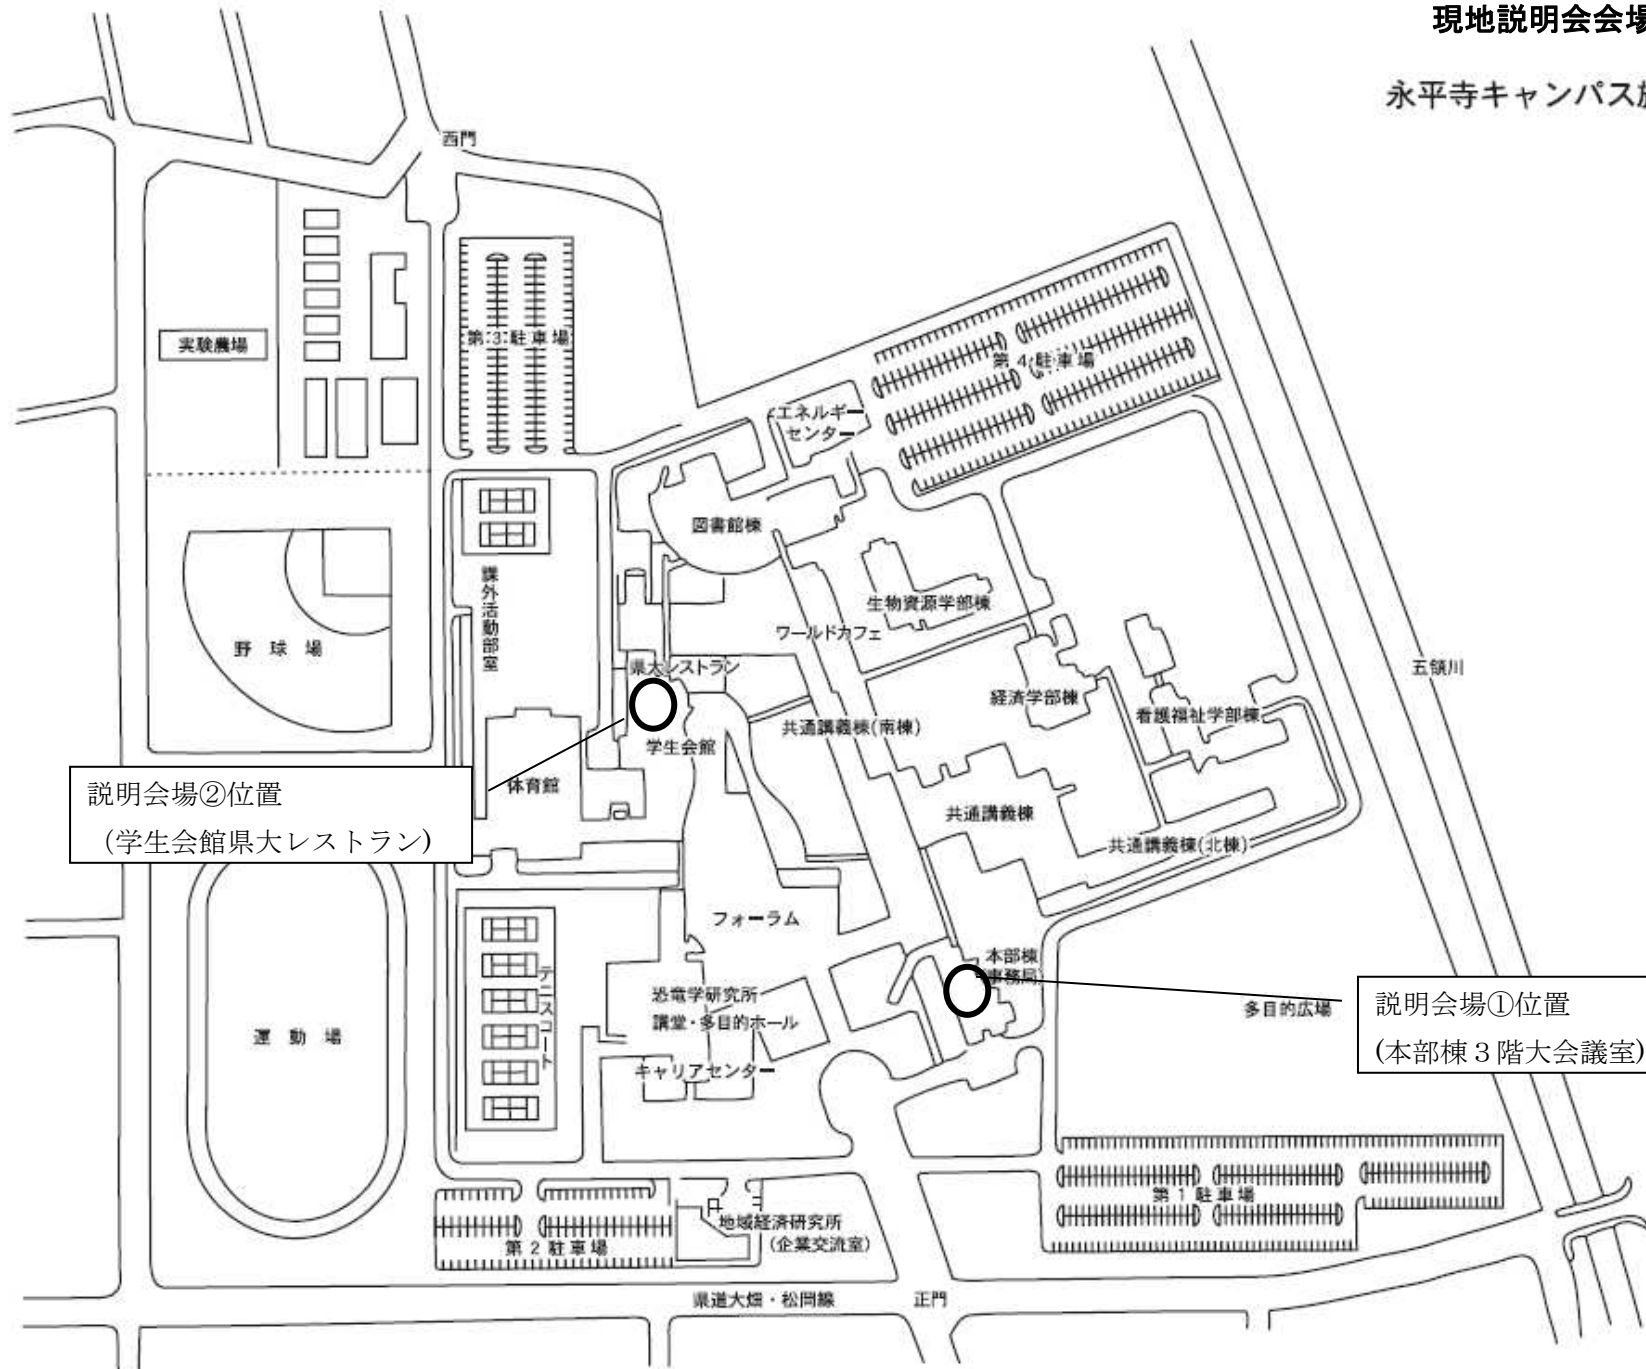 現地説明会会場
永平寺キャンパス
西門
第3駐車場
実験農場
第4駐車場
エネルギー
センター
図書館棟
課外活動部室
生物資源学部棟
ワールドカフェ
野球場
県大レストラン
五領川
経済学部棟
看護福祉学部棟
共通講義棟(南棟)
学生会館
説明会場②位置
(学生会館県大レストラン)
体育館
共通講義棟
共通講義棟(北棟)
フォーラム
本部棟
(事務局)
恐竜学研究所
講堂・多目的ホール
テニスコート
多目的広場
説明会場①位置
(本部棟３階大会議室)
運動場
キャリアセンター
第1駐車場
地域経済研究所
(企業交流室)
第2駐車場
県道大畑・松岡線
正門